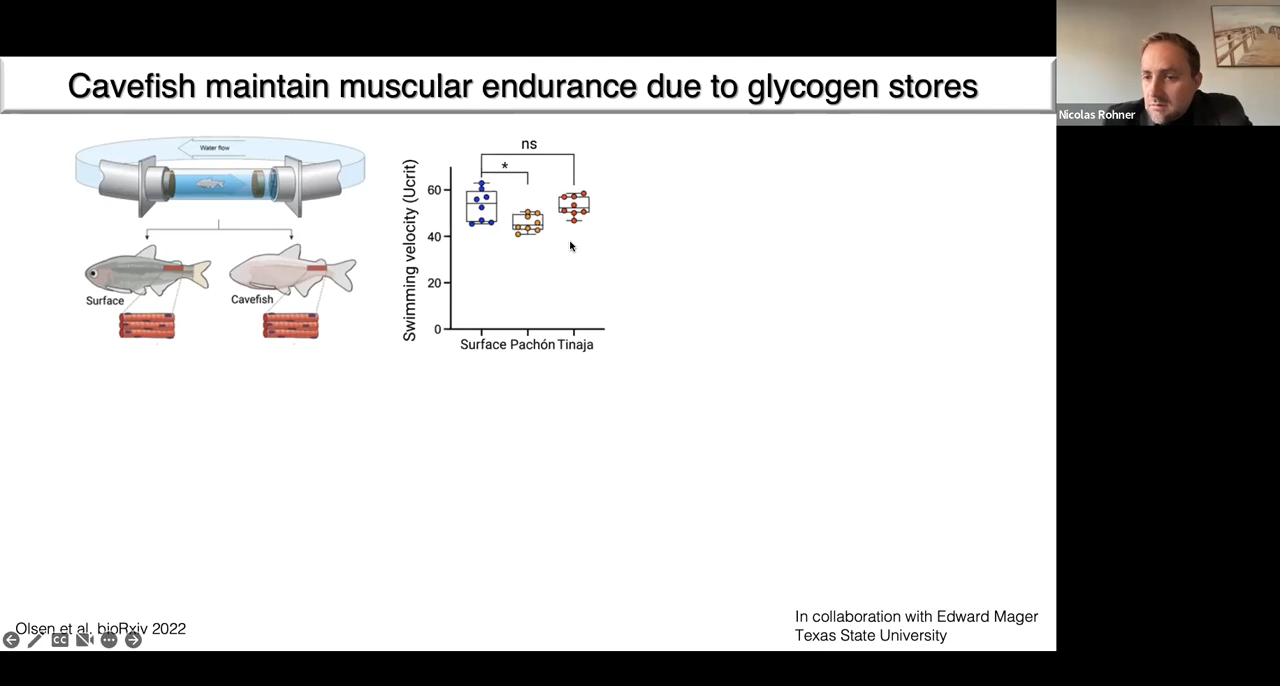 Cavefish maintain muscular endurance due to glycogen stores
Nicolas Rohner
Water flow
Surface
Cavefish
Swimming velocity (Ucrit)
60
40
20
0
ns
*
Surface Pachón Tinaja
Olsen et al, bioRxiv 2022
CC
In collaboration with Edward Mager
Texas State University